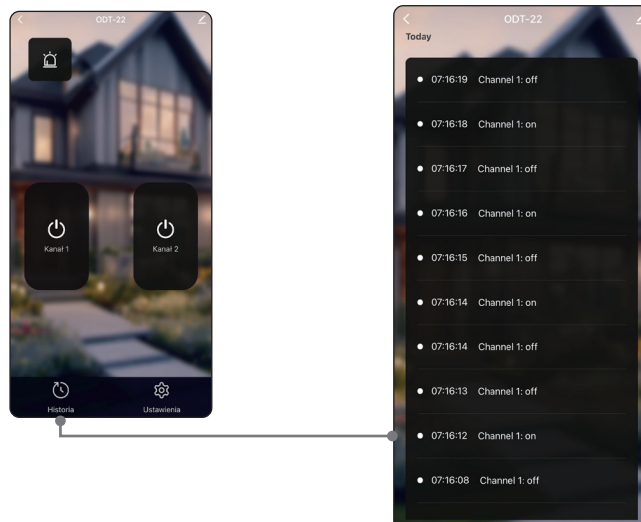 ODT-22
Kanał 1
Kanał 2
Historia
Ustawienia
ODT-22
Today
07:16:19 Channel 1: off
07:16:18 Channel 1: on
07:16:17 Channel 1: off
07:16:16 Channel 1: on
07:16:15 Channel 1: off
07:16:14 Channel 1: on
07:16:14 Channel 1: off
07:16:13 Channel 1: off
07:16:12 Channel 1: on
07:16:08 Channel 1: off